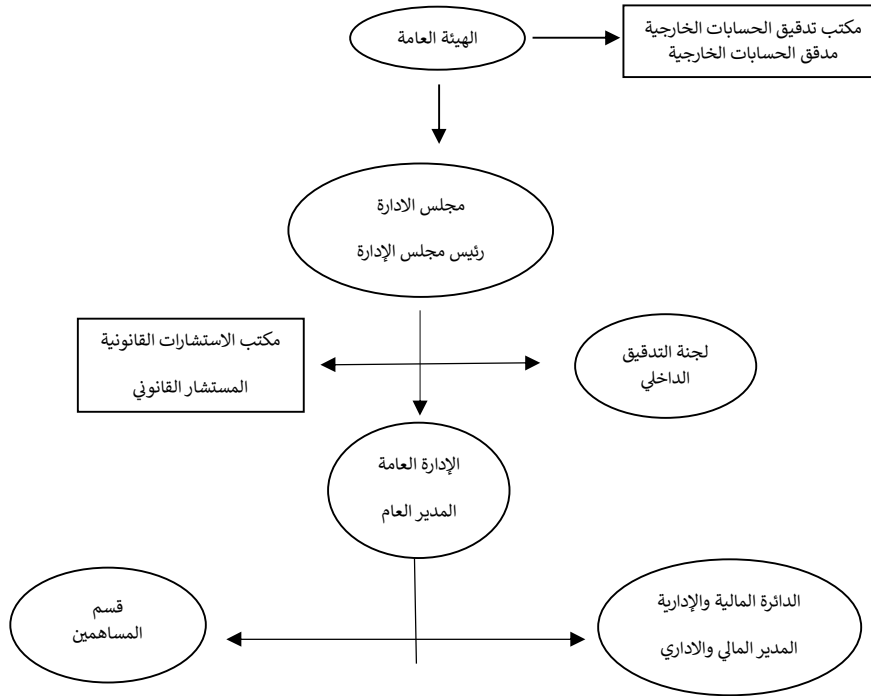 الهيئة العامة
مكتب تدقيق الحسابات الخارجية
مدقق الحسابات الخارجية
مجلس الادارة
رئيس مجلس الإدارة
لجنة التدقيق
الداخلي
مكتب الاستشارات القانونية
المستشار القانوني
الإدارة العامة
المدير العام
الدائرة المالية والإدارية
المدير المالي والاداري
قسم
المساهمين